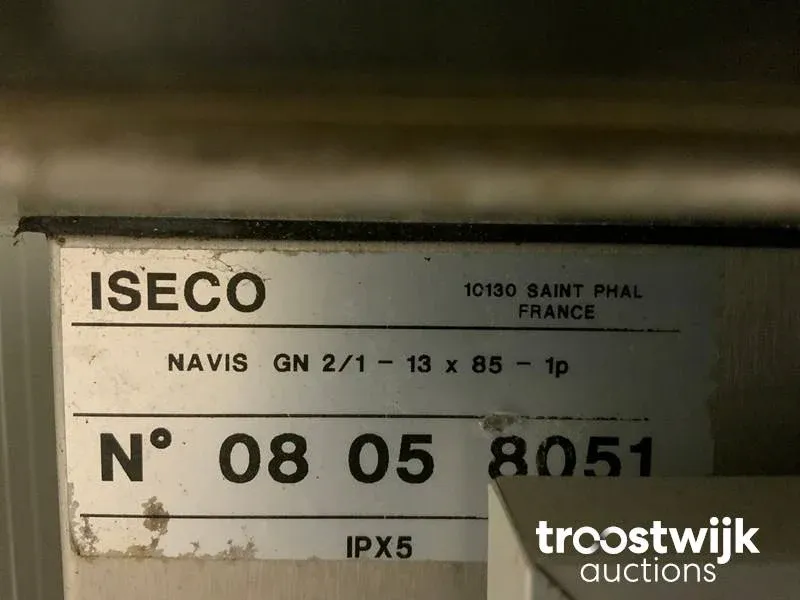 ISECO
10130 SAINT PHAL
FRANCE
NAVIS GN 2/1 - 13 x 85 - 1p
N° 08 05 8051
IPX5
troostwijk
auctions